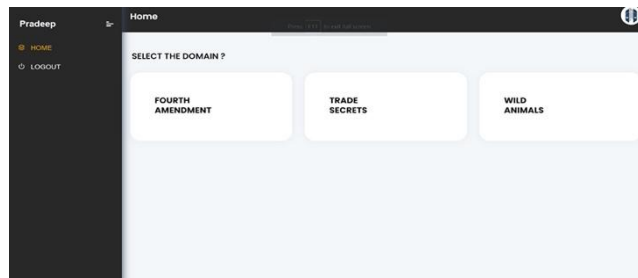 Pradeep
Home
HOME
LOGOUT
SELECT THE DOMAIN ?
FOURTH
AMENDMENT
TRADE
SECRETS
WILD
ANIMALS